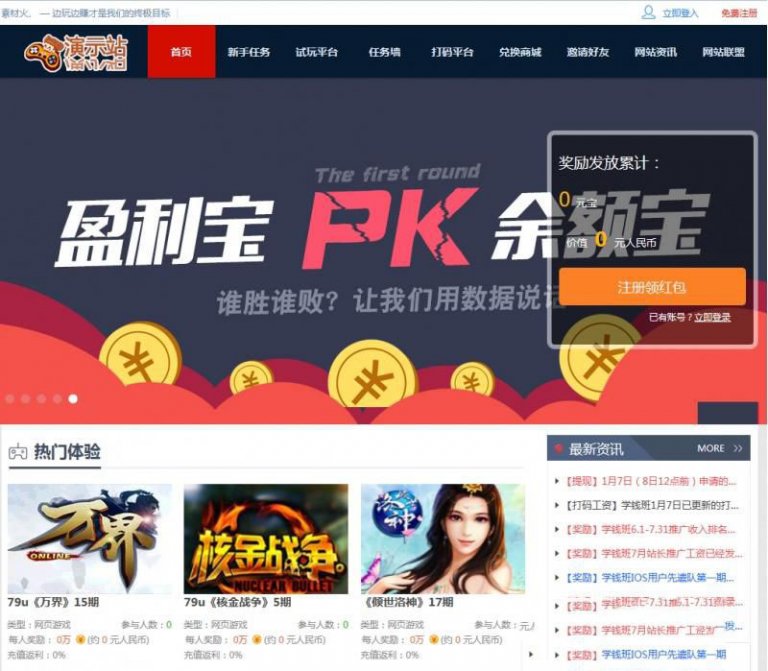 素材火，— 边玩边赚才是我们的终极目标
立即登入 免费注册
演示站
首页 新手任务 试玩平台 任务墙 打码平台 兑换商城 邀请好友 网站资讯 网站联盟
The first round
盈利宝 PK 余额宝
谁胜谁败？让我们用数据说话
奖励发放累计：
0 元宝
价值 0 元人民币
注册领红包
已有账号？立即登录
热门体验
万界
ONLINE
核金战争
NUCLEAR BULLET
洛神
79u《万界》15期
类型：网页游戏 参与人数：0
每人奖励：0万 (约 0 元人民币)
充值返利：0%
79u《核金战争》5期
类型：网页游戏 参与人数：0
每人奖励：0万 (约 0 元人民币)
充值返利：0%
《倾世洛神》17期
类型：网页游戏 参与人数：元人
每人奖励：0万 (约 0 元人民币)
充值返利：0%
最新资讯 MORE
【提现】1月7日（8日12点前）申请的...
【打码工资】学钱班1月7日已更新的打...
【奖励】学钱班6.1-7.31推广收入排名...
【奖励】学钱班7月站长推广工资已经发...
【奖励】学钱班IOS用户先遣队第一期...
【奖励】
【奖励】学钱班7月站长推广工资
【奖励】学钱班IOS用户先遣队第一期